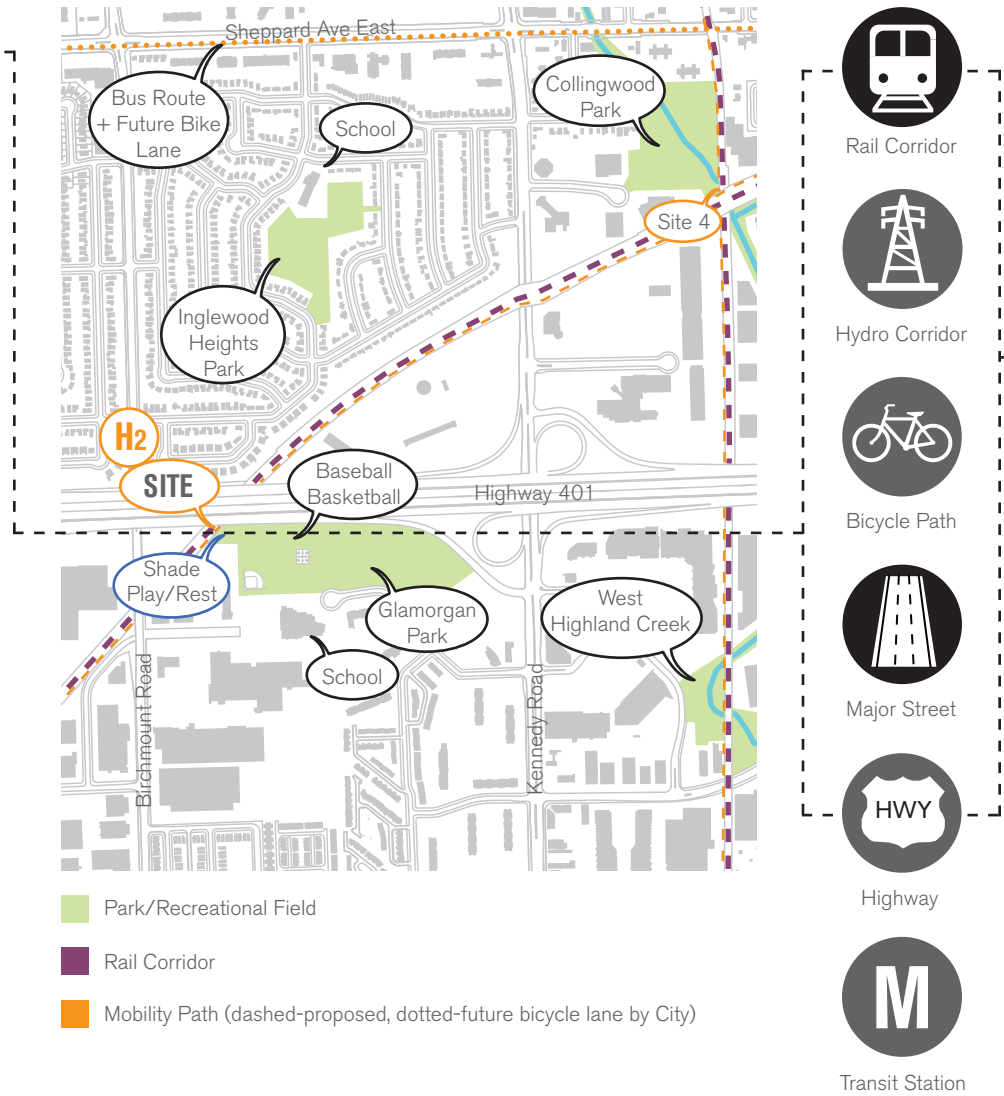 Sheppard Ave East
Bus Route
+ Future Bike
Lane
School
Collingwood
Park
Site 4
Inglewood
Heights
Park
H2
SITE
Baseball
Basketball
Highway 401
Shade
Play/Rest
Glamorgan
Park
West
Highland Creek
School
Birchmount Road
Kennedy Road
Park/Recreational Field
Rail Corridor
Mobility Path (dashed-proposed, dotted-future bicycle lane by City)
Rail Corridor
Hydro Corridor
Bicycle Path
Major Street
HWY
Highway
M
Transit Station